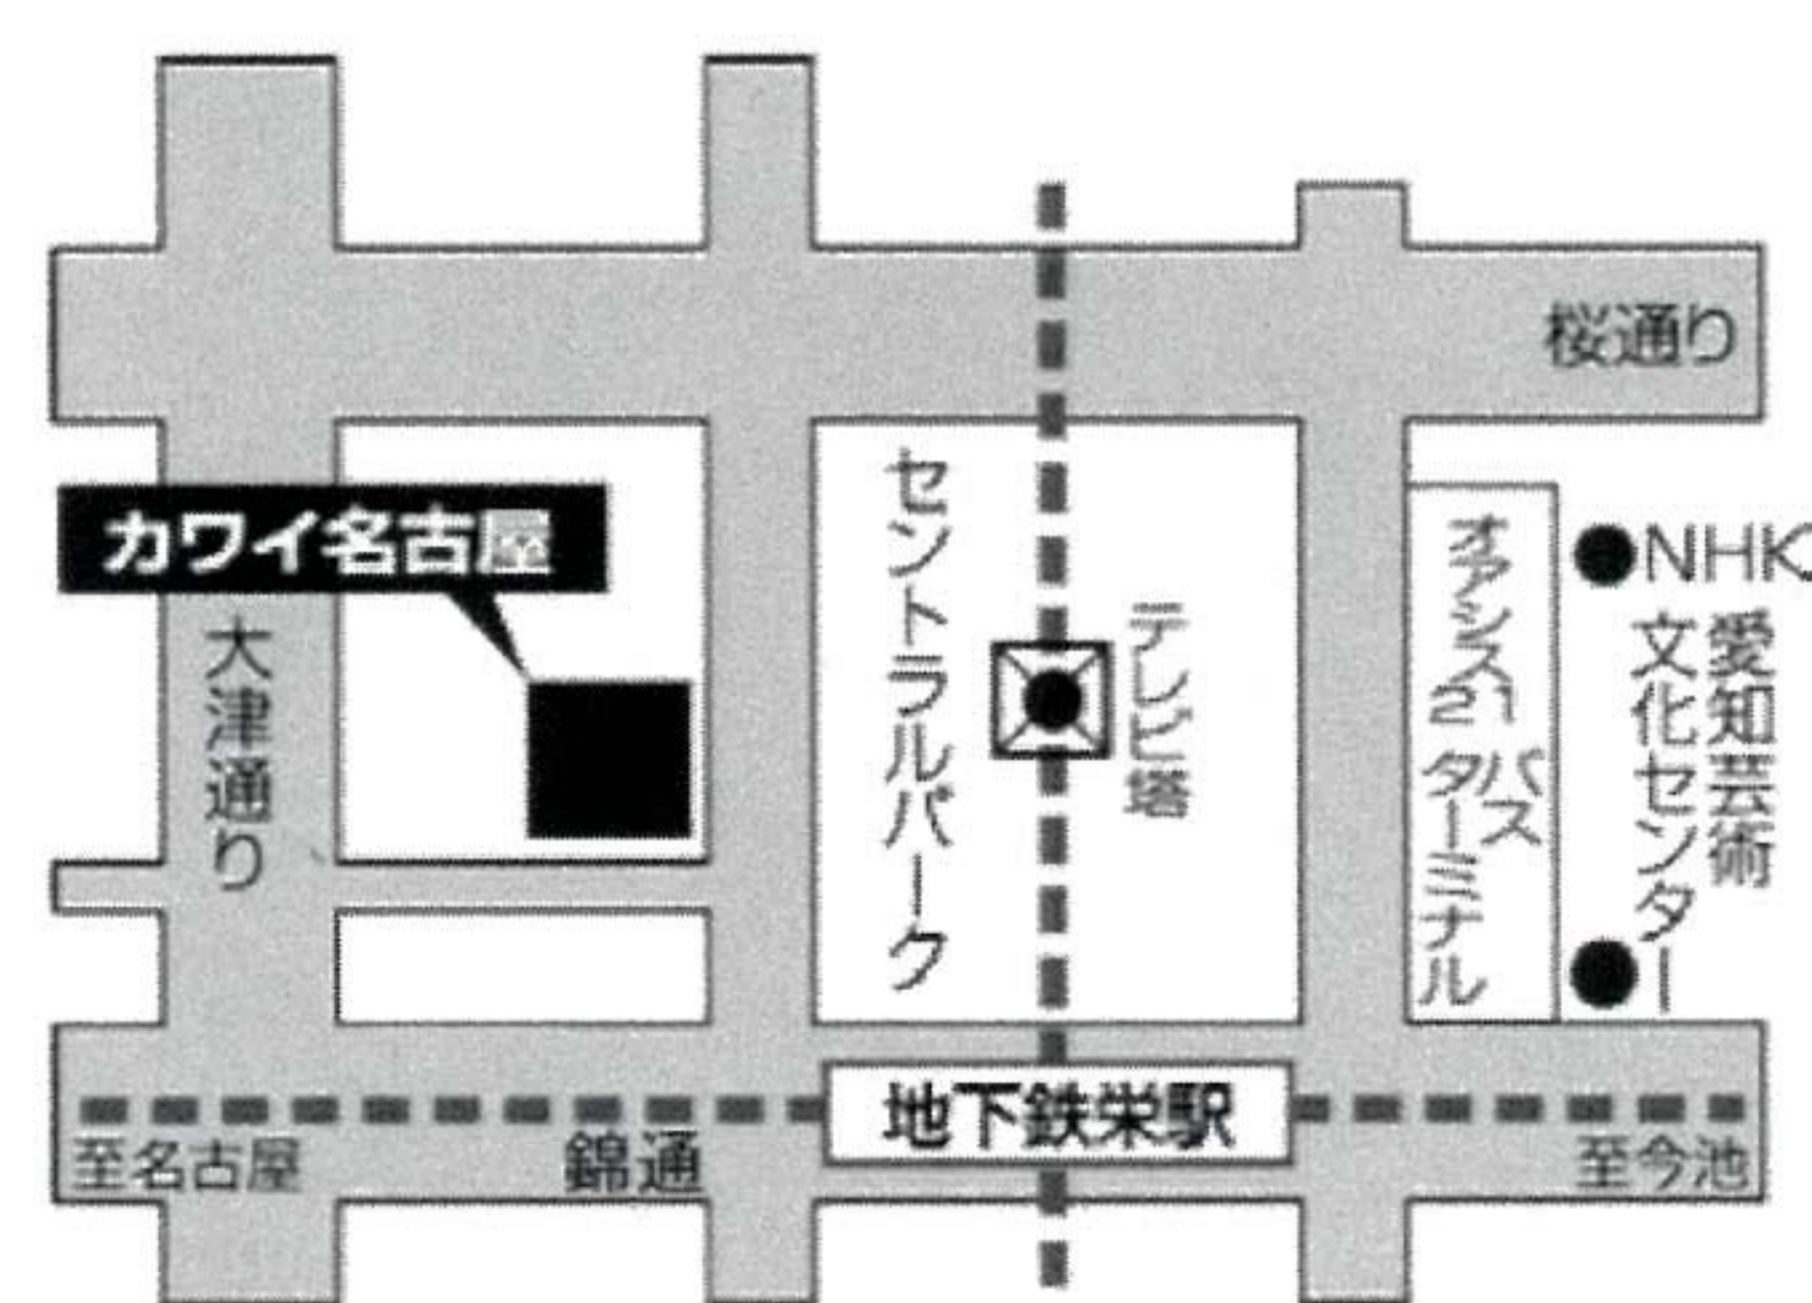 桜通り
カワイ名古屋
大津通り
セントラルパーク
テレビ塔
オアシス21
バス
ターミナル
NHK
愛知芸術
文化センター
地下鉄栄駅
至名古屋
錦通
至今池